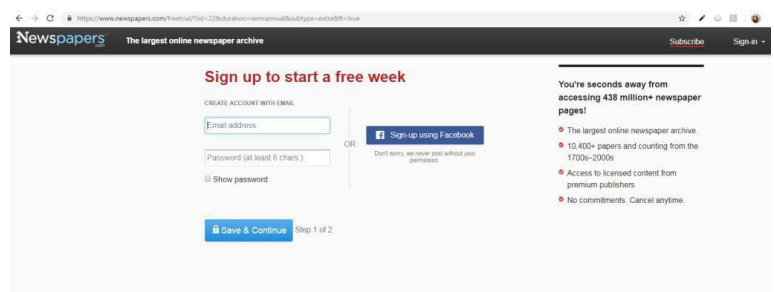 https://www.newspapers.com/freetrial/?iid=22&duration=semiannual&subtype=extra&ft=true
Newspapers .com
The largest online newspaper archive
Subscribe
Sign-in
Sign up to start a free week
CREATE ACCOUNT WITH EMAIL
Email address
Password (at least 8 chars.)
Show password
OR
Sign-up using Facebook
Don't worry, we never post without your
permission.
Save & Continue
Step 1 of 2
You're seconds away from
accessing 438 million+ newspaper
pages!
The largest online newspaper archive.
10,400+ papers and counting from the
1700s–2000s
Access to licensed content from
premium publishers
No commitments. Cancel anytime.